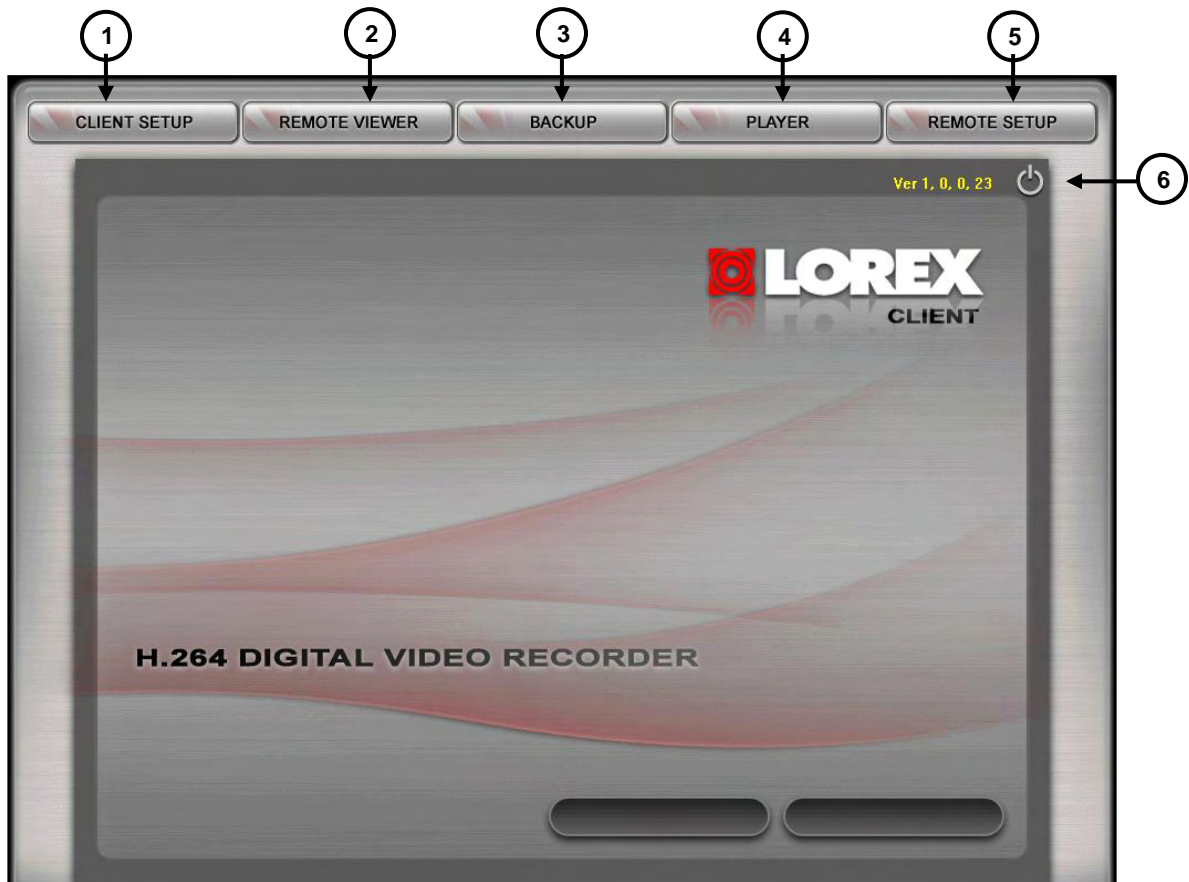 1 2 3 4 5
CLIENT SETUP REMOTE VIEWER BACKUP PLAYER REMOTE SETUP
Ver 1, 0, 0, 23 6
LOREX
CLIENT
H.264 DIGITAL VIDEO RECORDER